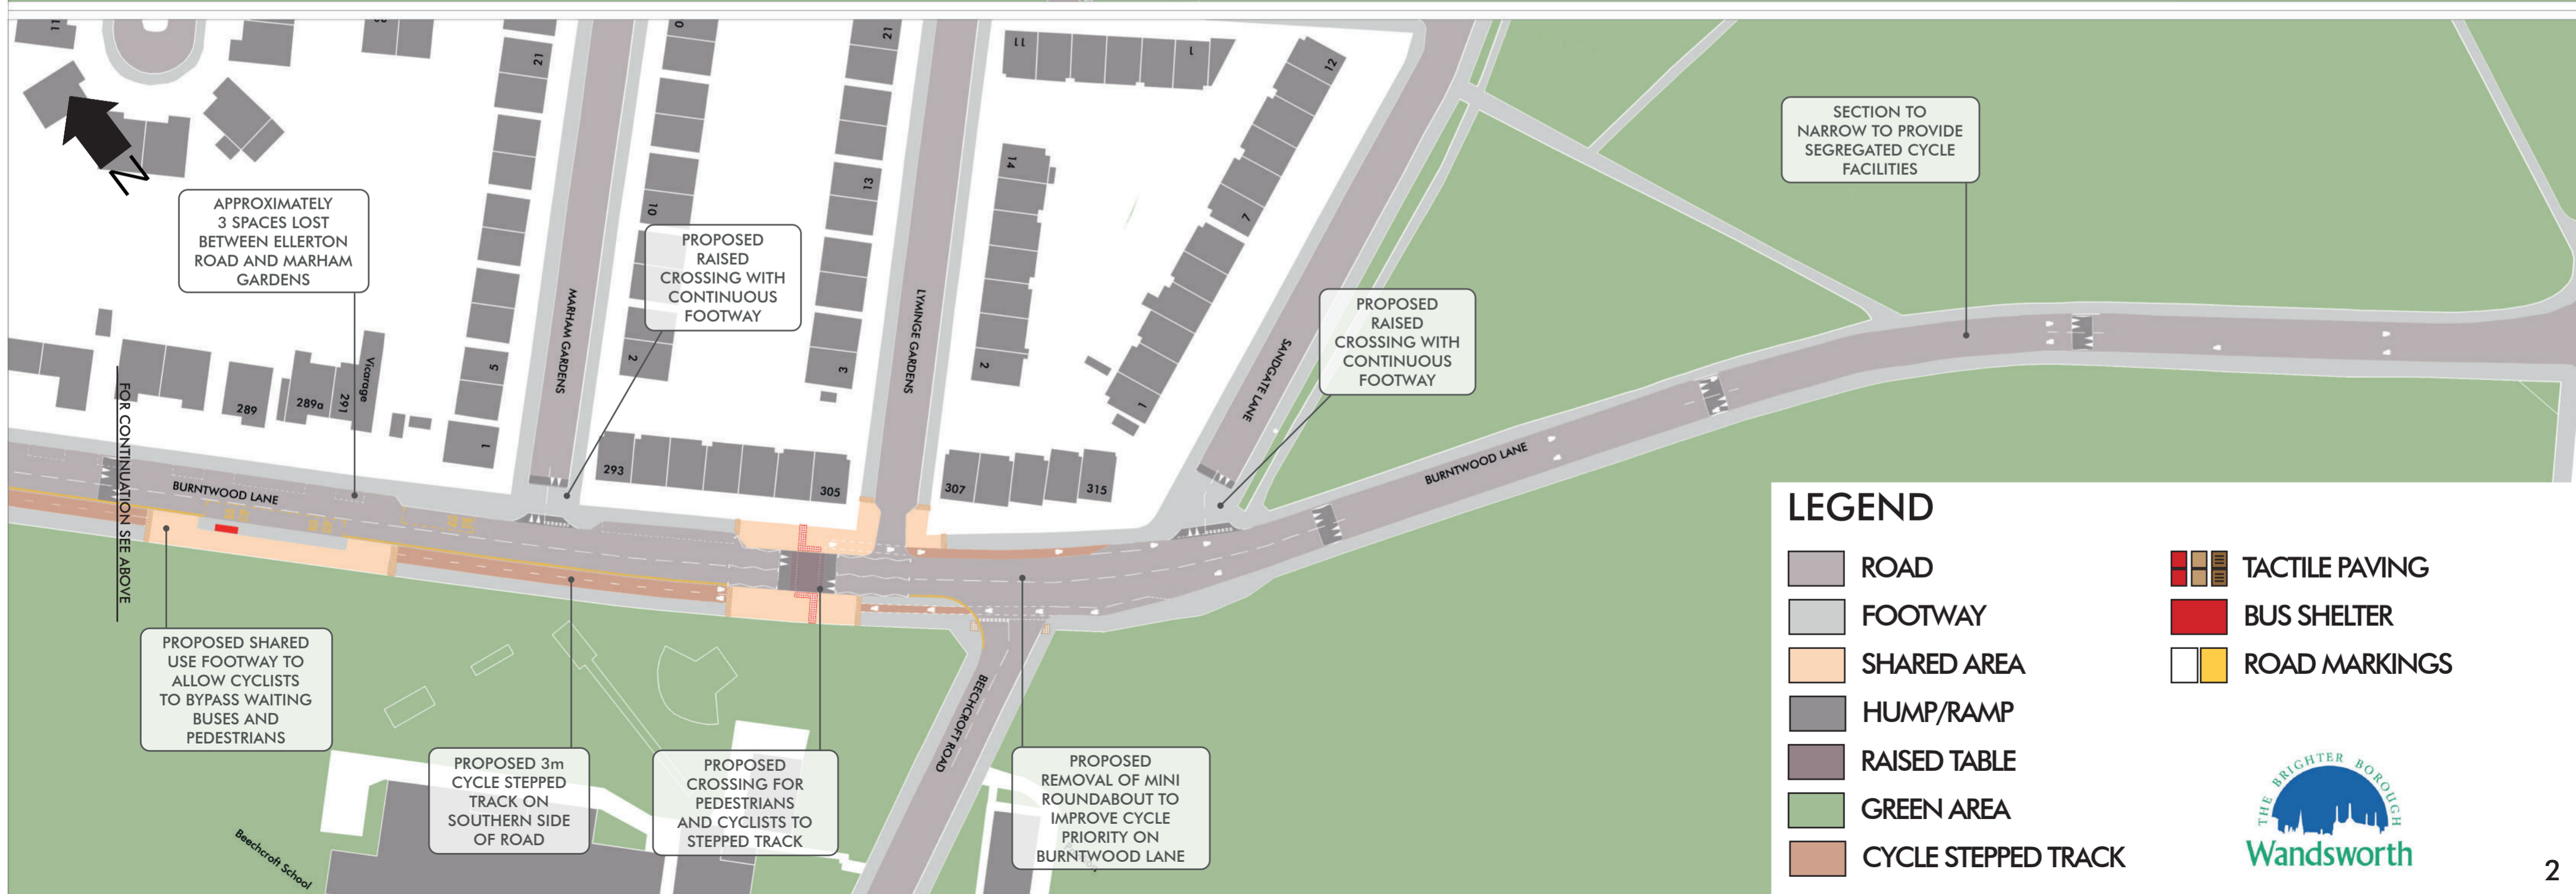 11
21
0
21
11
1
12
N
APPROXIMATELY
3 SPACES LOST
BETWEEN ELLERTON
ROAD AND MARHAM
GARDENS
10
13
14
7
PROPOSED
RAISED
CROSSING WITH
CONTINUOUS
FOOTWAY
SECTION TO
NARROW TO PROVIDE
SEGREGATED CYCLE
FACILITIES
PROPOSED
RAISED
CROSSING WITH
CONTINUOUS
FOOTWAY
MARHAM GARDENS
LYMINGE GARDENS
SANDGATE LANE
289
289a
291
Vicarage
5
1
2
3
2
1
293
305
307
315
FOR CONTINUATION SEE ABOVE
BURNTWOOD LANE
BURNTWOOD LANE
BEECHCROFT ROAD
PROPOSED SHARED
USE FOOTWAY TO
ALLOW CYCLISTS
TO BYPASS WAITING
BUSES AND
PEDESTRIANS
PROPOSED 3m
CYCLE STEPPED
TRACK ON
SOUTHERN SIDE
OF ROAD
PROPOSED
CROSSING FOR
PEDESTRIANS
AND CYCLISTS TO
STEPPED TRACK
PROPOSED
REMOVAL OF MINI
ROUNDABOUT TO
IMPROVE CYCLE
PRIORITY ON
BURNTWOOD LANE
Beechcroft School
LEGEND
ROAD
FOOTWAY
SHARED AREA
HUMP/RAMP
RAISED TABLE
GREEN AREA
CYCLE STEPPED TRACK
TACTILE PAVING
BUS SHELTER
ROAD MARKINGS
THE BRIGHTER BOROUGH
Wandsworth
2